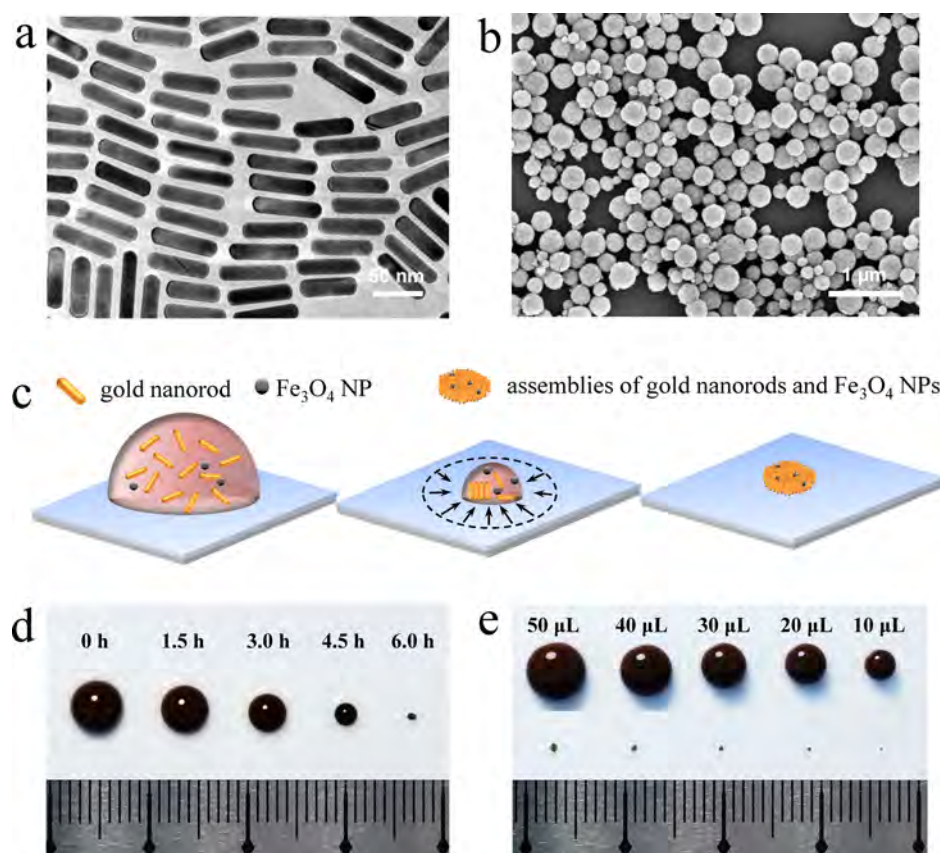 a
b
50 nm
1 µm
c
gold nanorod
Fe3O4 NP
assemblies of gold nanorods and Fe3O4 NPs
d
0 h 1.5 h 3.0 h 4.5 h 6.0 h
e
50 µL 40 µL 30 µL 20 µL 10 µL